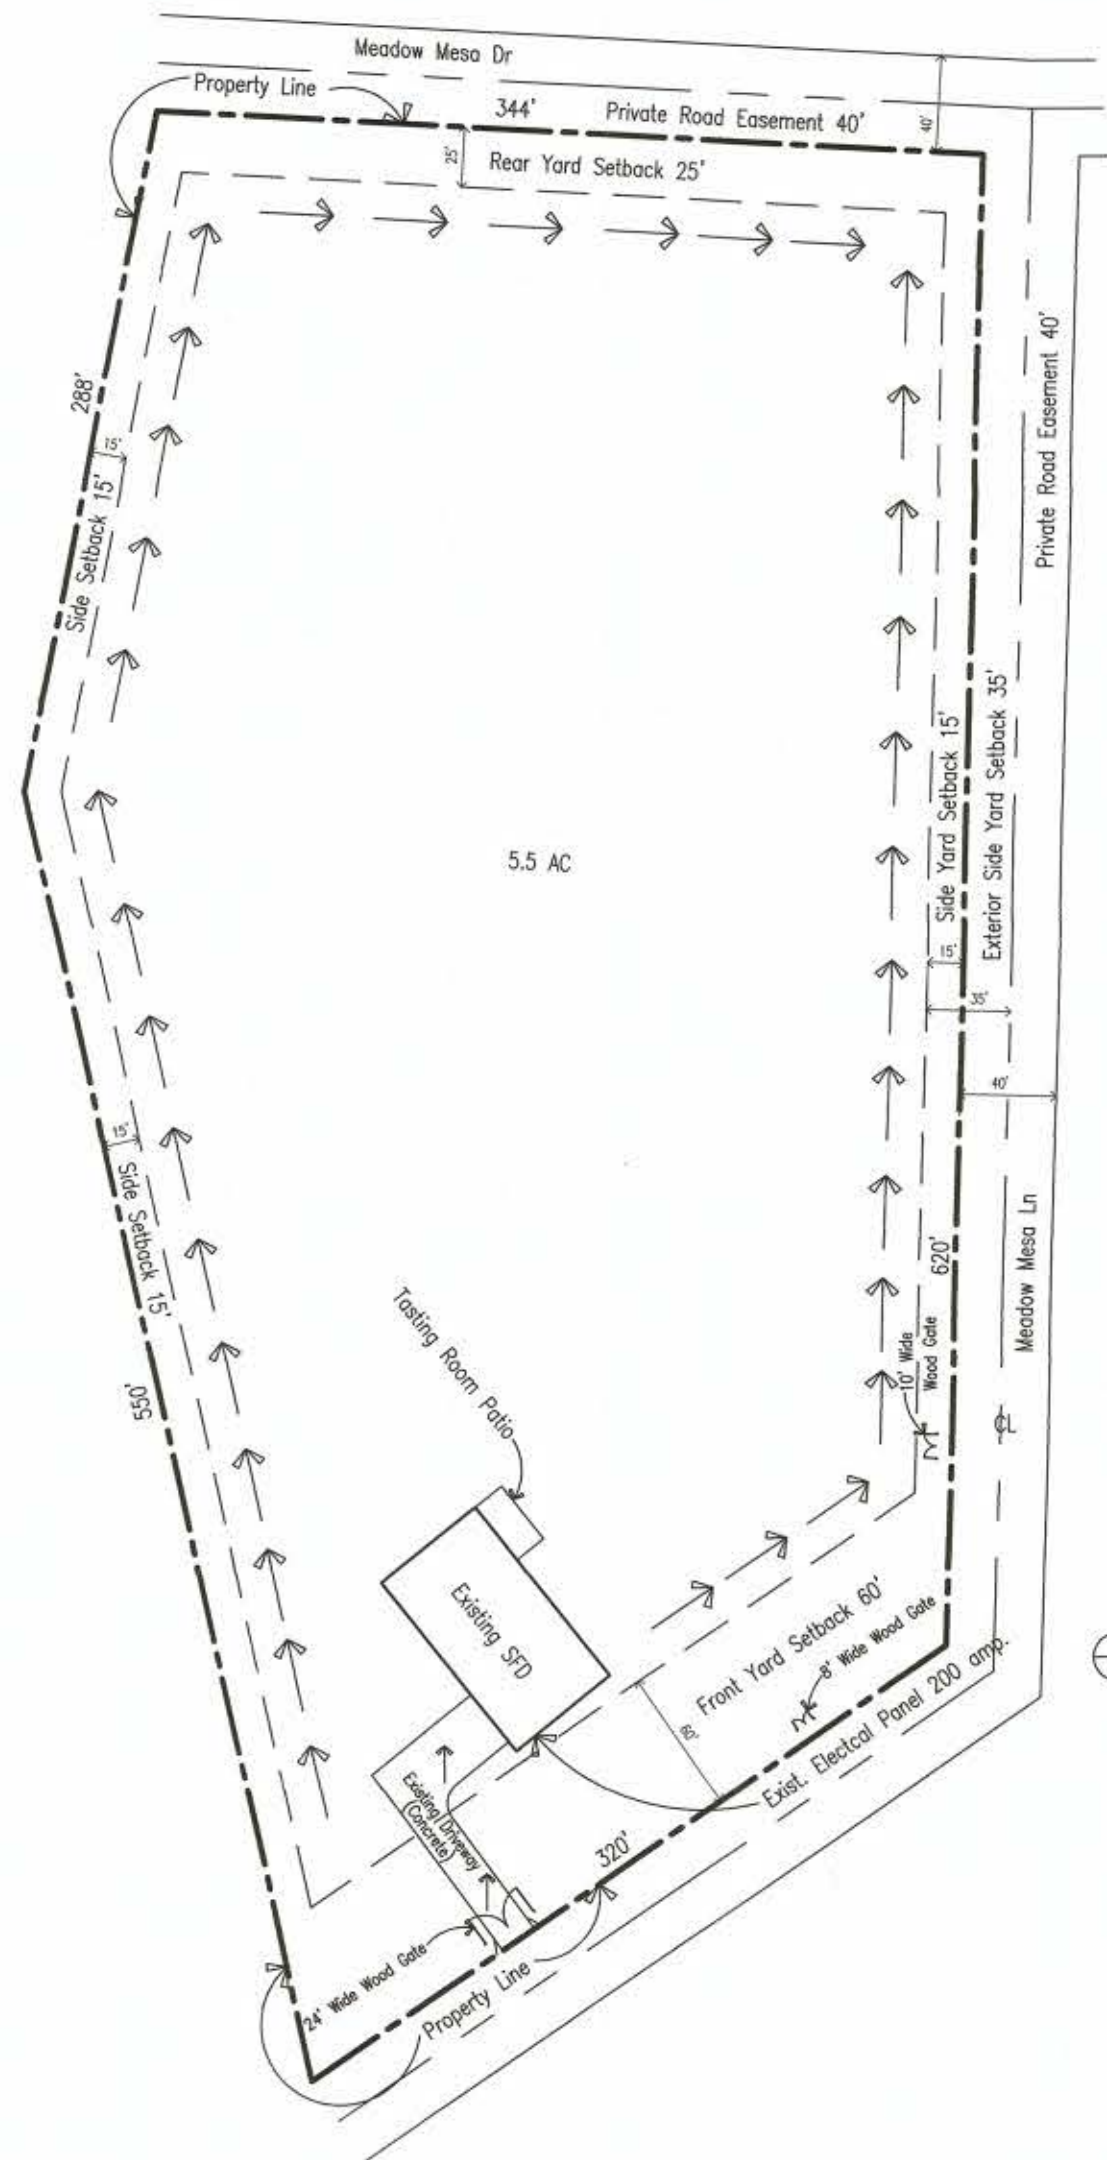 Meadow Mesa Dr
Property Line
344'
Private Road Easement 40'
40'
25'
Rear Yard Setback 25'
288'
15'
Side Setback 15'
Private Road Easement 40'
Side Yard Setback 15'
Exterior Side Yard Setback 35'
5.5 AC
15'
35'
40'
15'
Side Setback 15'
Meadow Mesa Ln
620'
10' Wide
Wood Gate
550'
Tasting Room Patio
CL
Existing SFD
Front Yard Setback 60'
8' Wide Wood Gate
60'
Exist. Electcal Panel 200 amp.
Existing Driveway
(Concrete)
320'
24' Wide Wood Gate
Property Line